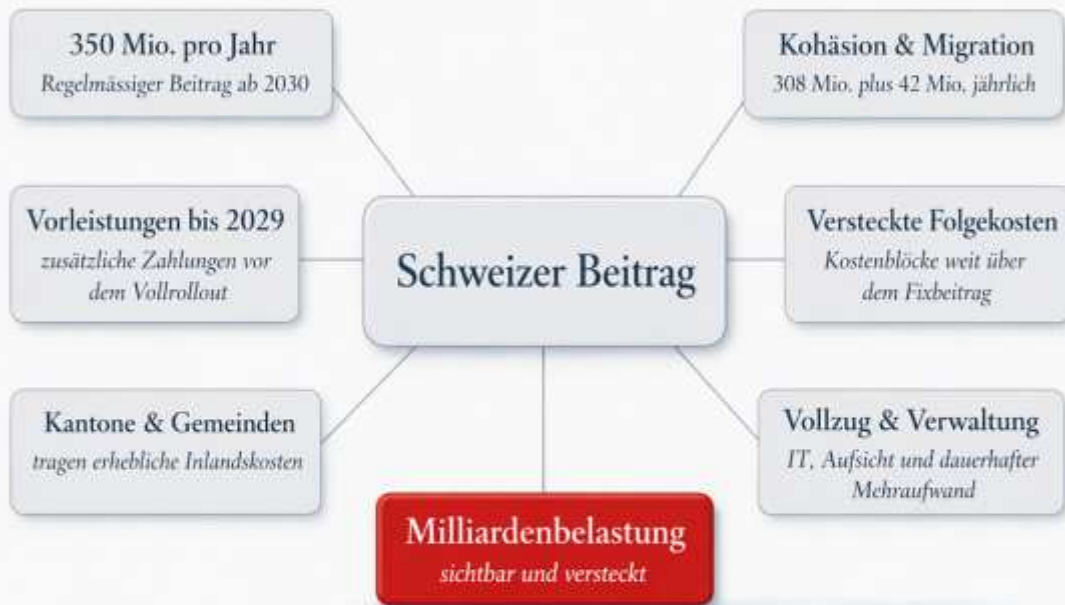 350 Mio. pro Jahr
Regelmässiger Beitrag ab 2030
Kohäsion & Migration
308 Mio. plus 42 Mio. jährlich
Vorleistungen bis 2029
zusätzliche Zahlungen vor
dem Vollrollout
Schweizer Beitrag
Versteckte Folgekosten
Kostenblöcke weit über
dem Fixbeitrag
Kantone & Gemeinden
tragen erhebliche Inlandskosten
Vollzug & Verwaltung
IT, Aufsicht und dauerhafter
Mehraufwand
Milliardenbelastung
sichtbar und versteckt